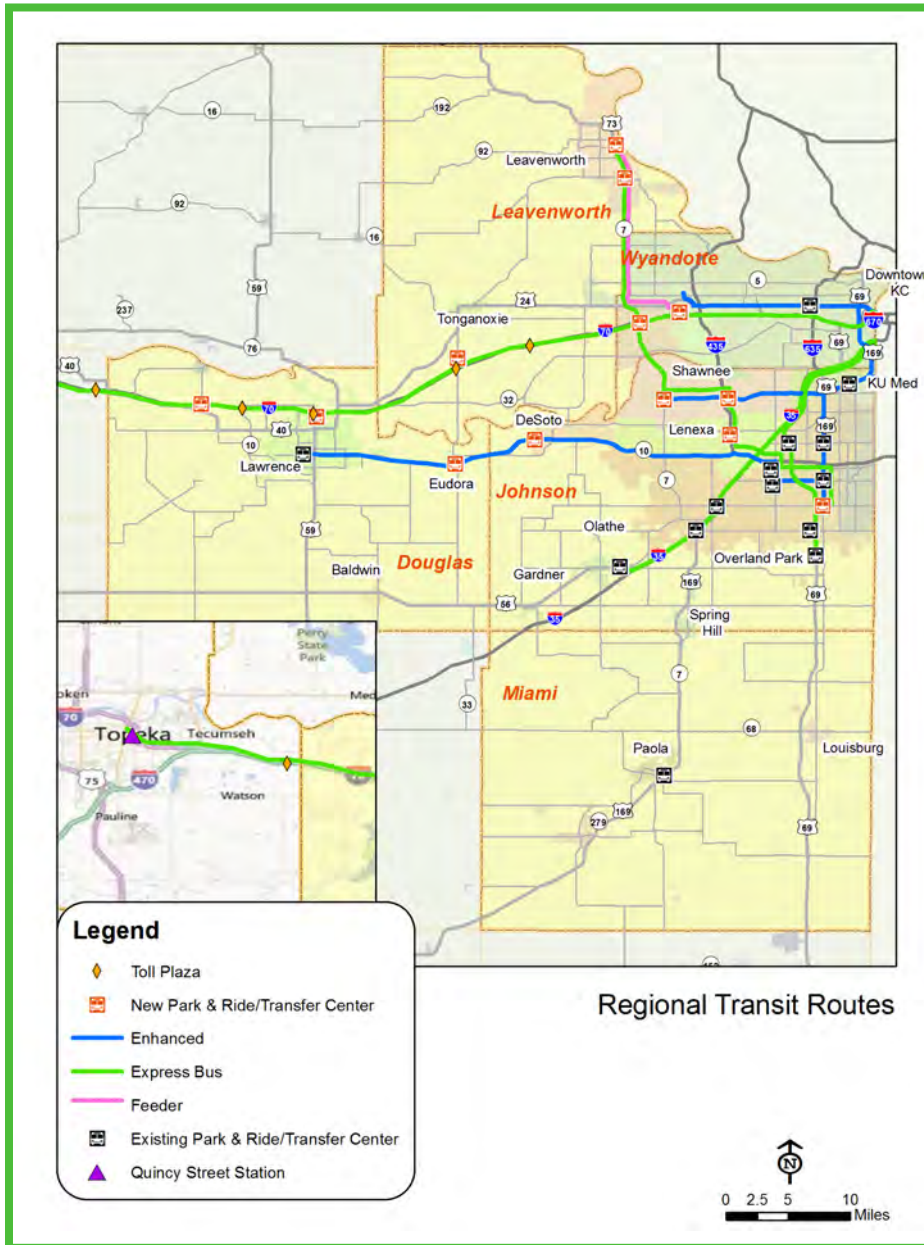 16
192
73
Leavenworth
92
59
92
Leavenworth
7
16
Wyandotte
5
Downtown
KC
69
24
237
Tonganoxie
70
670
435
635
69
169
76
Shawnee
40
69
KU Med
32
70
DeSoto
35
169
40
Lenexa
10
Lawrence
10
Eudora
7
Johnson
Olathe
59
Douglas
Baldwin
35
Overland Park
Gardner
169
69
56
35
Spring
Hill
Perry
State
Park
7
Miami
oken
Med
33
70
68
Topeka
Tecumseh
Paola
Louisburg
75
470
Watson
169
Pauline
279
69
Legend
Toll Plaza
New Park & Ride/Transfer Center
Enhanced
Express Bus
Feeder
Existing Park & Ride/Transfer Center
Quincy Street Station
Regional Transit Routes
N
0 2.5 5 10
Miles